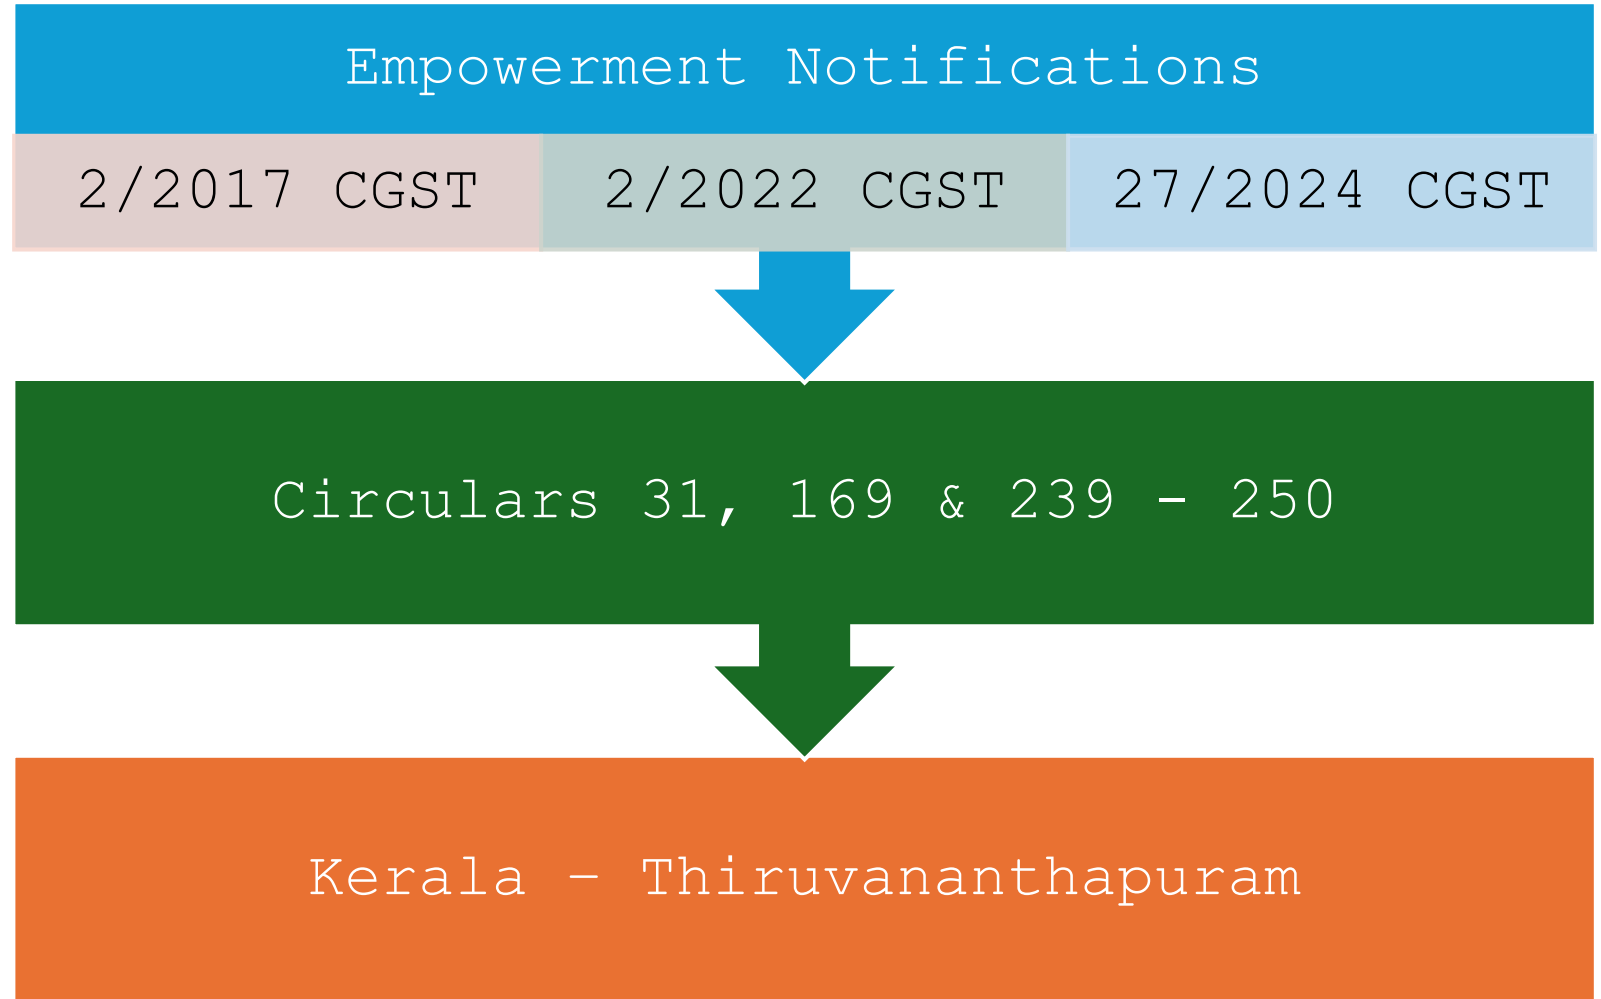 Empowerment Notifications
2/2017 CGST 2/2022 CGST 27/2024 CGST
Circulars 31, 169 & 239 - 250
Kerala – Thiruvananthapuram